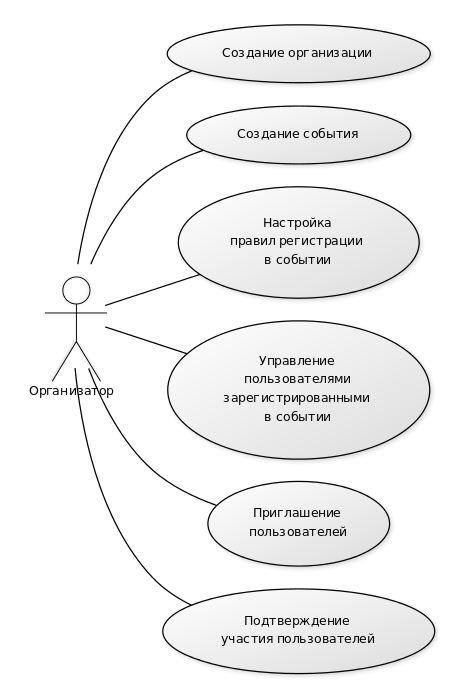 Создание организации
Создание события
Настройка
правил регистрации
в событии
Организатор
Управление
пользователями
зарегистрированными
в событии
Приглашение
пользователей
Подтверждение
участия пользователей